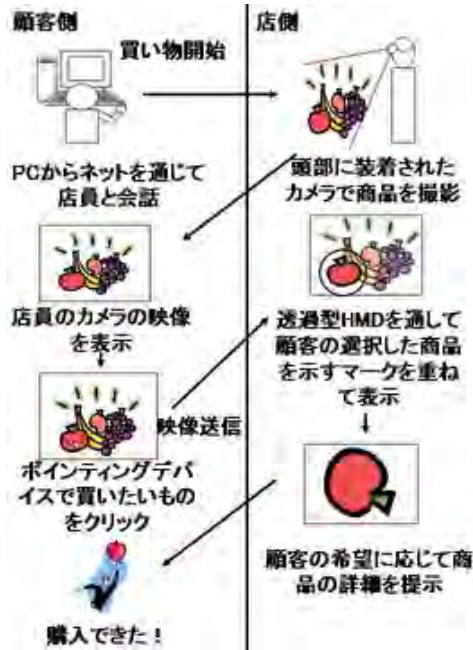 顧客側
店側
買い物開始
PCからネットを通じて
店員と会話
頭部に装着された
カメラで商品を撮影
店員のカメラの映像
を表示
透過型HMDを通して
顧客の選択した商品
を示すマークを重ね
て表示
映像送信
ポインティングデバ
イスで買いたいもの
をクリック
顧客の希望に応じて商
品の詳細を提示
購入できた！